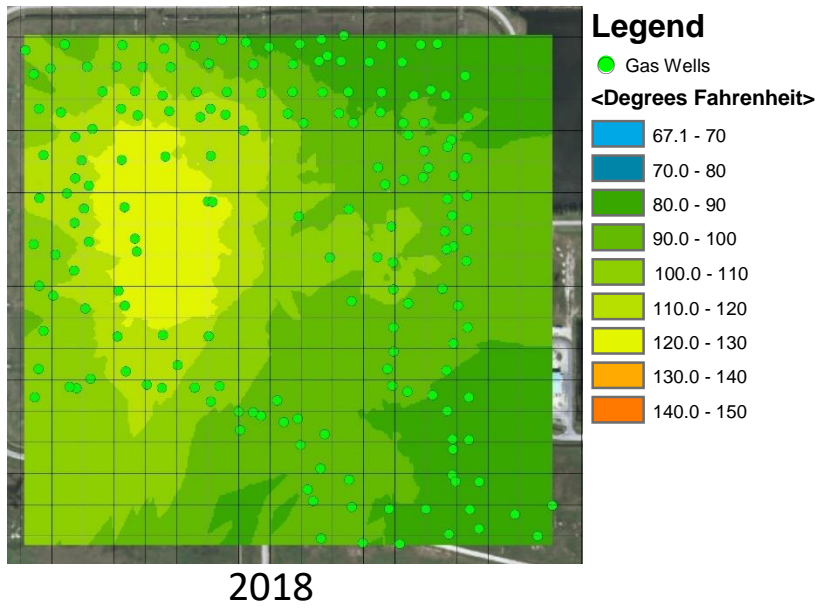 Legend
Gas Wells
<Degrees Fahrenheit>
67.1 - 70
70.0 - 80
80.0 - 90
90.0 - 100
100.0 - 110
110.0 - 120
120.0 - 130
130.0 - 140
140.0 - 150
2018